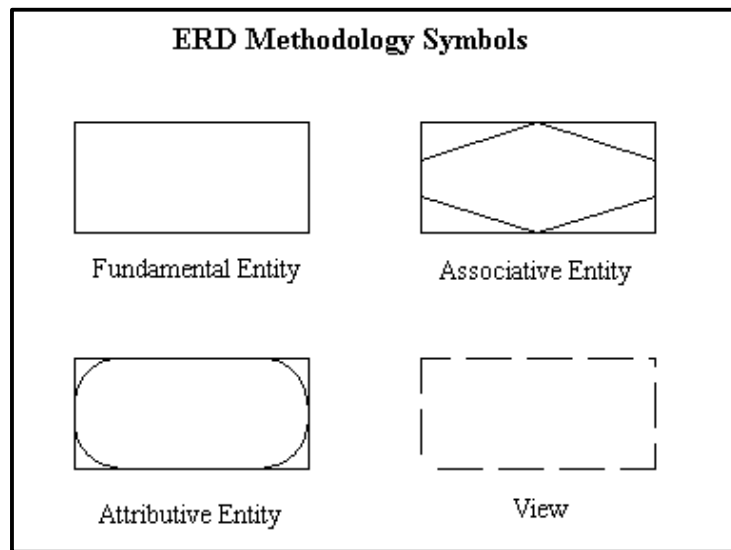 ERD Methodology Symbols
Fundamental Entity
Associative Entity
Attributive Entity
View